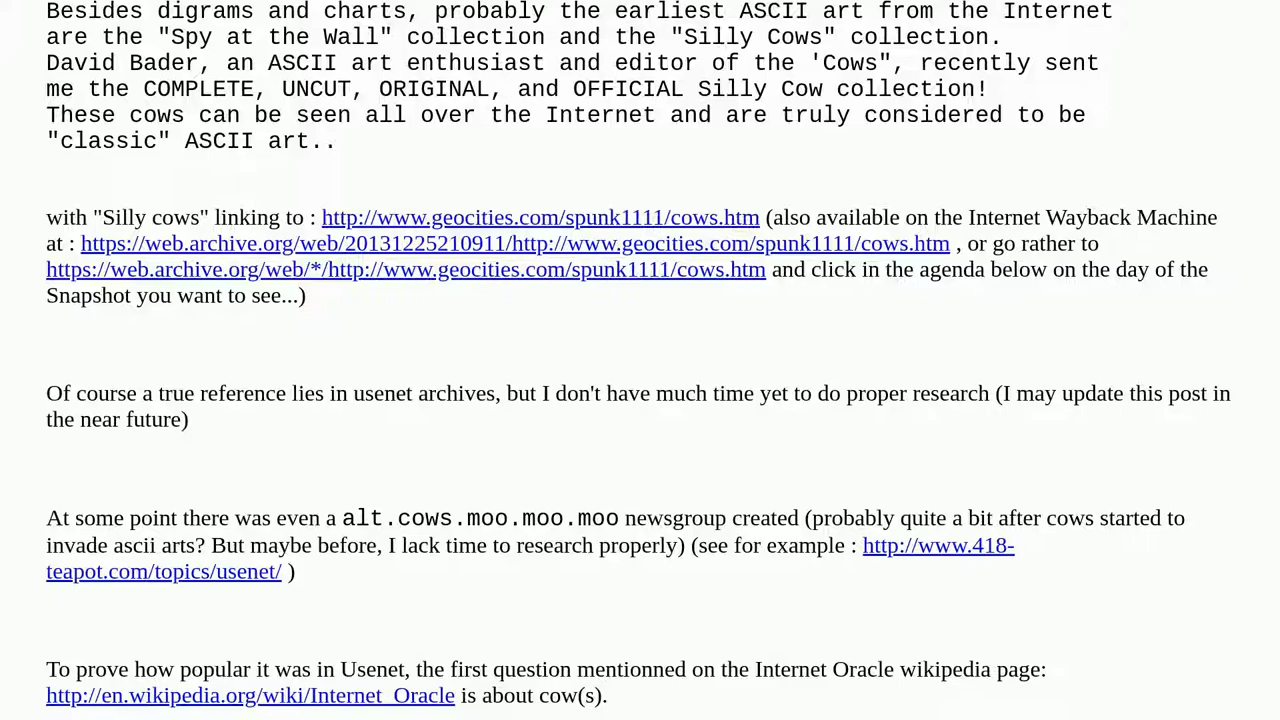 Besides digrams and charts, probably the earliest ASCII art from the Internet
are the "Spy at the Wall" collection and the "Silly Cows" collection.
David Bader, an ASCII art enthusiast and editor of the 'Cows", recently sent
me the COMPLETE, UNCUT, ORIGINAL, and OFFICIAL Silly Cow collection!
These cows can be seen all over the Internet and are truly considered to be
"classic" ASCII art..
with "Silly cows" linking to : http://www.geocities.com/spunk1111/cows.htm (also available on the Internet Wayback Machine
at : https://web.archive.org/web/20131225210911/http://www.geocities.com/spunk1111/cows.htm , or go rather to
https://web.archive.org/web/*/http://www.geocities.com/spunk1111/cows.htm and click in the agenda below on the day of the
Snapshot you want to see...)
Of course a true reference lies in usenet archives, but I don't have much time yet to do proper research (I may update this post in
the near future)
At some point there was even a alt.cows.moo.moo.moo newsgroup created (probably quite a bit after cows started to
invade ascii arts? But maybe before, I lack time to research properly) (see for example : http://www.418-
teapot.com/topics/usenet/ )
To prove how popular it was in Usenet, the first question mentionned on the Internet Oracle wikipedia page:
http://en.wikipedia.org/wiki/Internet_Oracle is about cow(s).